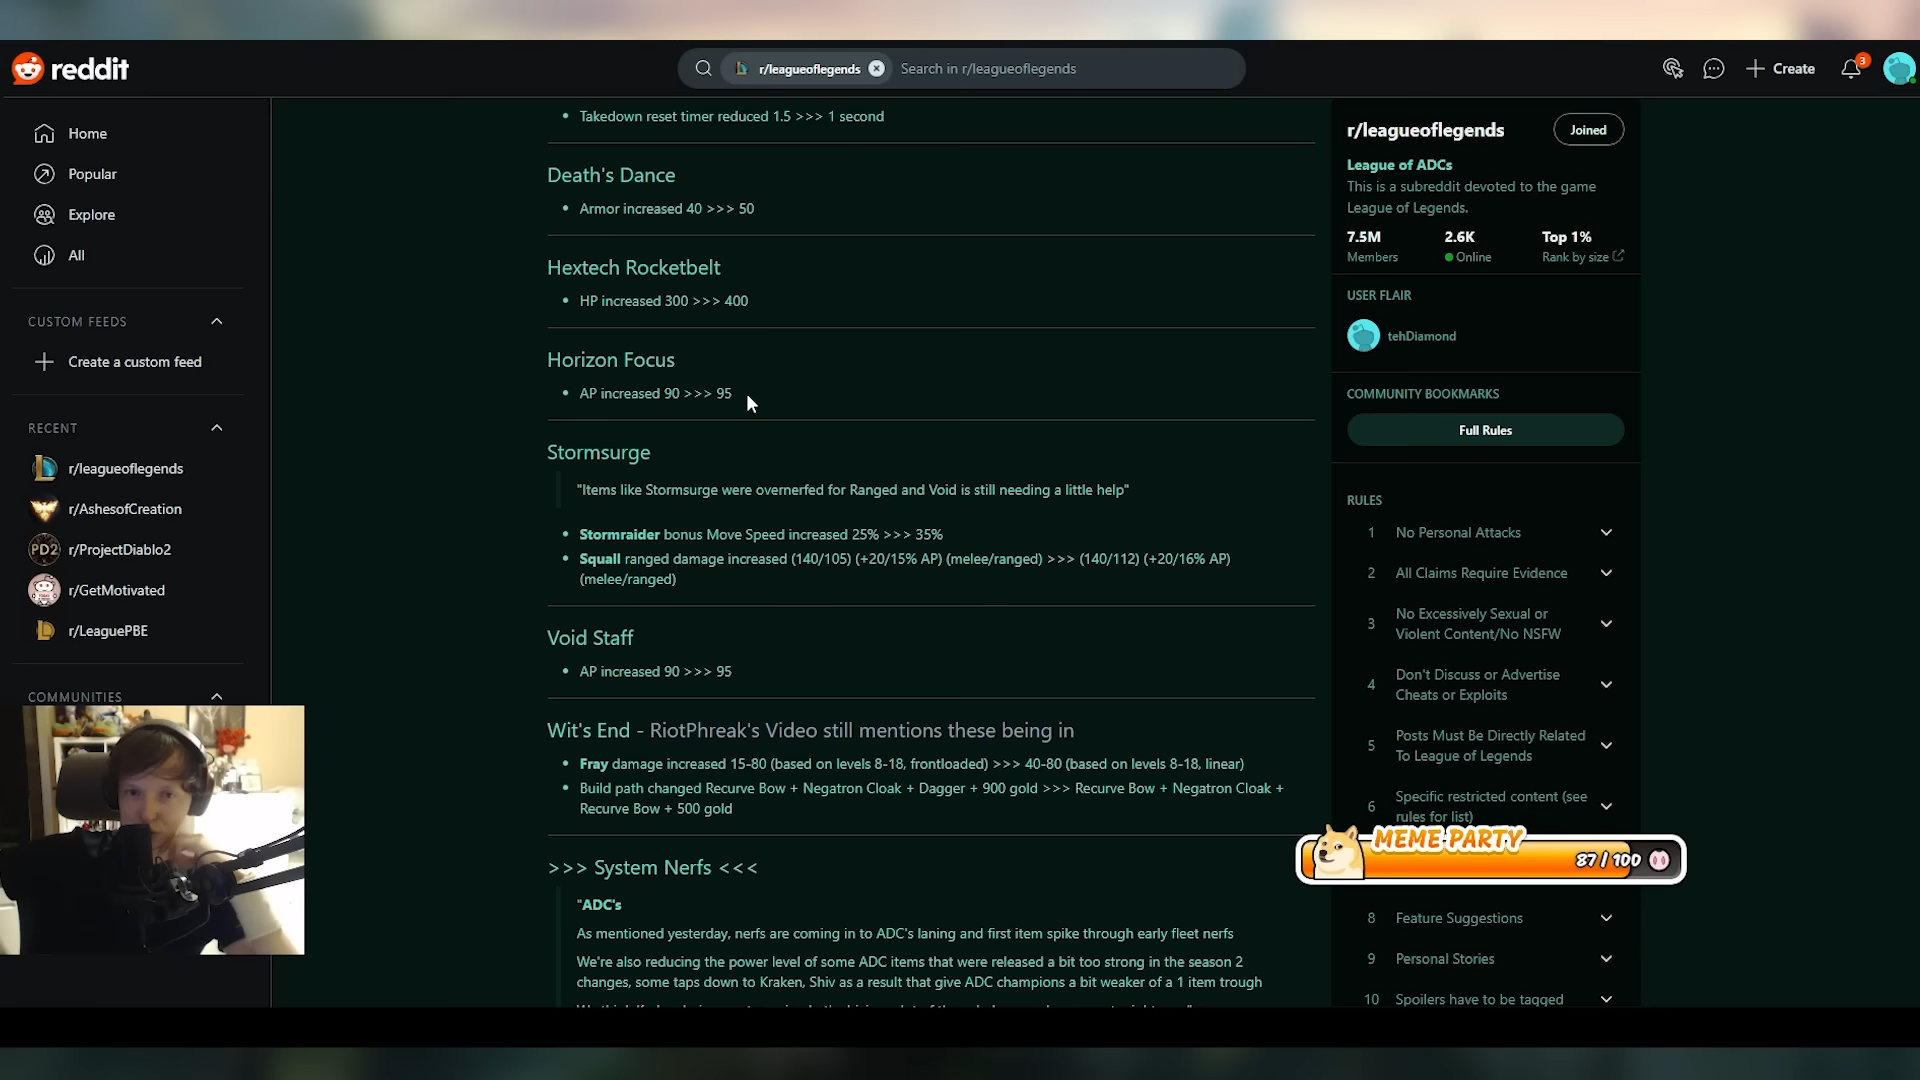 reddit
r/leagueoflegends
Search in r/leagueoflegends
Create
3
Home
Popular
Explore
All
CUSTOM FEEDS
Create a custom feed
RECENT
r/leagueoflegends
r/AshesofCreation
PD2 r/ProjectDiablo2
r/GetMotivated
r/LeaguePBE
COMMUNITIES
• Takedown reset timer reduced 1.5 >>> 1 second
Death's Dance
• Armor increased 40 >>> 50
Hextech Rocketbelt
• HP increased 300 >>> 400
Horizon Focus
• AP increased 90 >>> 95
Stormsurge
"Items like Stormsurge were overnerfed for Ranged and Void is still needing a little help"
• Stormraider bonus Move Speed increased 25% >>> 35%
• Squall ranged damage increased (140/105) (+20/15% AP) (melee/ranged) >>> (140/112) (+20/16% AP)
(melee/ranged)
Void Staff
• AP increased 90 >>> 95
Wit's End - RiotPhreak's Video still mentions these being in
• Fray damage increased 15-80 (based on levels 8-18, frontloaded) >>> 40-80 (based on levels 8-18, linear)
• Build path changed Recurve Bow + Negatron Cloak + Dagger + 900 gold >>> Recurve Bow + Negatron Cloak +
Recurve Bow + 500 gold
>>> System Nerfs <<<
"ADC's
As mentioned yesterday, nerfs are coming in to ADC's laning and first item spike through early fleet nerfs
We're also reducing the power level of some ADC items that were released a bit too strong in the season 2
changes, some taps down to Kraken, Shiv as a result that give ADC champions a bit weaker of a 1 item trough
r/leagueoflegends
Joined
League of ADCs
This is a subreddit devoted to the game
League of Legends.
7.5M 2.6K Top 1%
Members Online Rank by size
USER FLAIR
tehDiamond
COMMUNITY BOOKMARKS
Full Rules
RULES
1 No Personal Attacks
2 All Claims Require Evidence
3 No Excessively Sexual or
Violent Content/No NSFW
4 Don't Discuss or Advertise
Cheats or Exploits
5 Posts Must Be Directly Related
To League of Legends
6 Specific restricted content (see
rules for list)
MEME PARTY
87 / 100
8 Feature Suggestions
9 Personal Stories
10 Spoilers have to be tagged